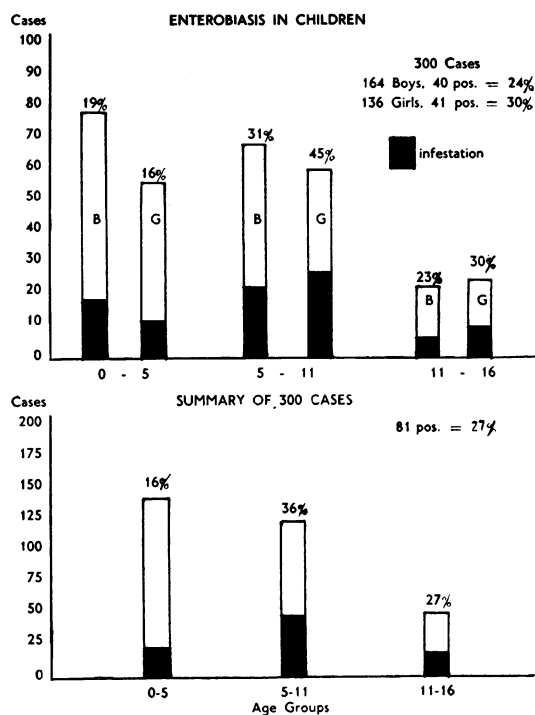 ENTEROBIASIS IN CHILDREN
Cases
100
90
80
70
60
50
40
30
20
10
0
300 Cases
164 Boys, 40 pos. = 24%
136 Girls, 41 pos. = 30%
infestation
19%
16%
31%
45%
23%
30%
B
G
B
G
B
G
0 - 5
5 - 11
11 - 16
SUMMARY OF 300 CASES
Cases
200
175
150
125
100
50
25
0
81 pos. = 27%
16%
36%
27%
0-5
5-11
11-16
Age Groups